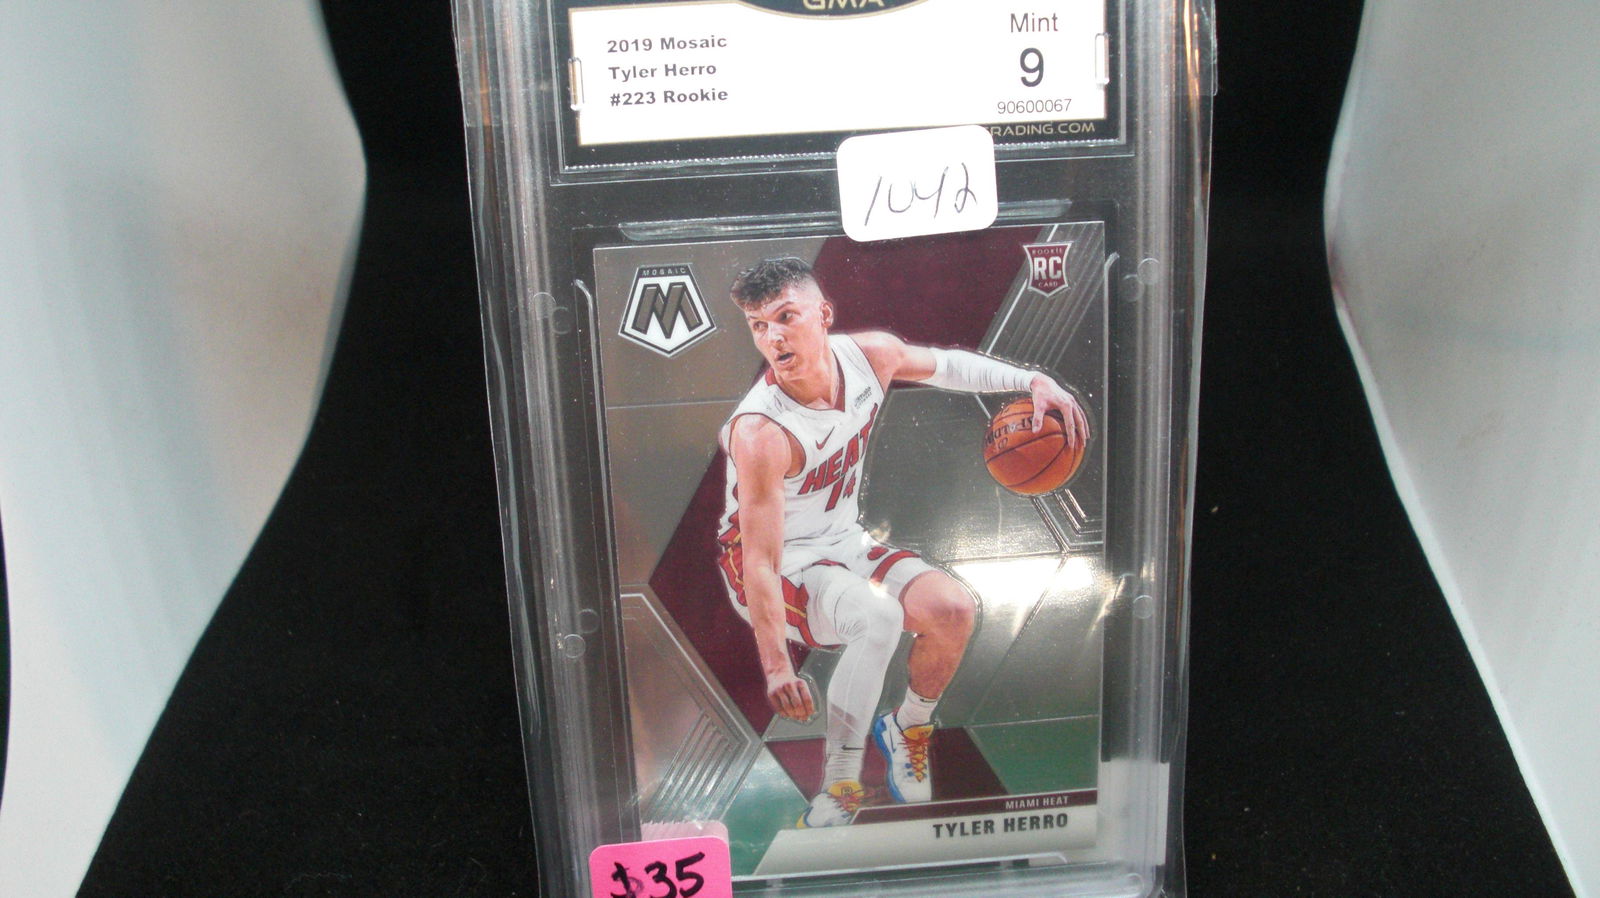 GMA
2019 Mosaic
Tyler Herro
#223 Rookie
Mint
9
90600067
RADING.COM
1042
MOSAIC
M
ROOKIE
RC
CARD
HEAT
14
SPALDING
MIAMI HEAT
TYLER HERRO
$35